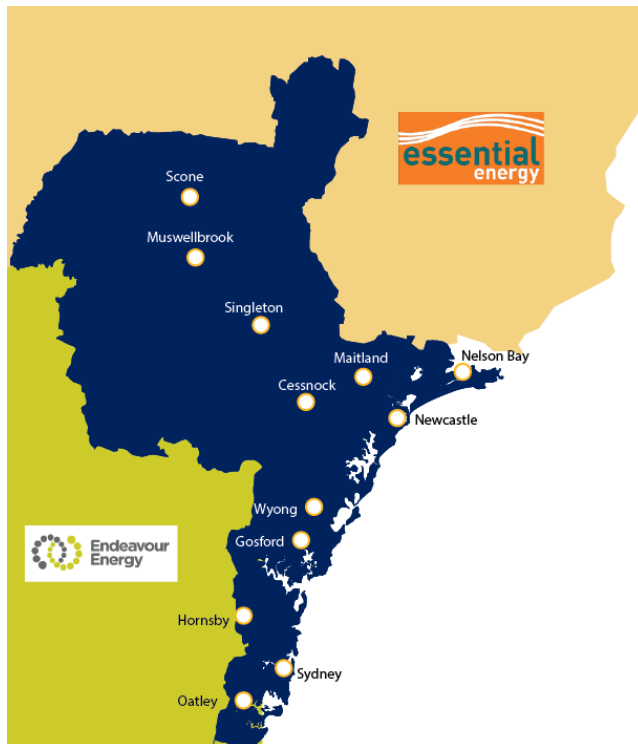 essential
energy
Scone
Muswellbrook
Singleton
Maitland
Nelson Bay
Cessnock
Newcastle
Wyong
Gosford
Endeavour
Energy
Hornsby
Sydney
Oatley